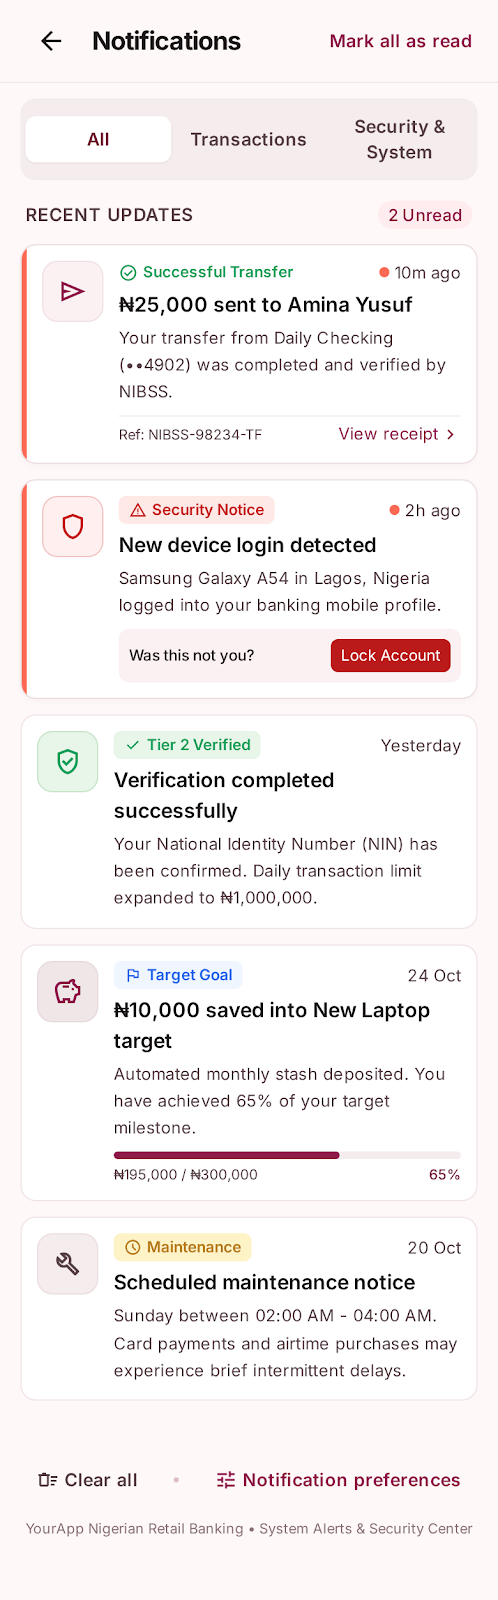 Notifications
Mark all as read
All
Transactions
Security &
System
RECENT UPDATES
2 Unread
Successful Transfer
10m ago
₦25,000 sent to Amina Yusuf
Your transfer from Daily Checking
(••4902) was completed and verified by
NIBSS.
Ref: NIBSS-98234-TF
View receipt
Security Notice
2h ago
New device login detected
Samsung Galaxy A54 in Lagos, Nigeria
logged into your banking mobile profile.
Was this not you?
Lock Account
Tier 2 Verified
Yesterday
Verification completed
successfully
Your National Identity Number (NIN) has
been confirmed. Daily transaction limit
expanded to ₦1,000,000.
Target Goal
24 Oct
₦10,000 saved into New Laptop
target
Automated monthly stash deposited. You
have achieved 65% of your target
milestone.
₦195,000 / ₦300,000
65%
Maintenance
20 Oct
Scheduled maintenance notice
Sunday between 02:00 AM - 04:00 AM.
Card payments and airtime purchases may
experience brief intermittent delays.
Clear all
•
Notification preferences
YourApp Nigerian Retail Banking • System Alerts & Security Center